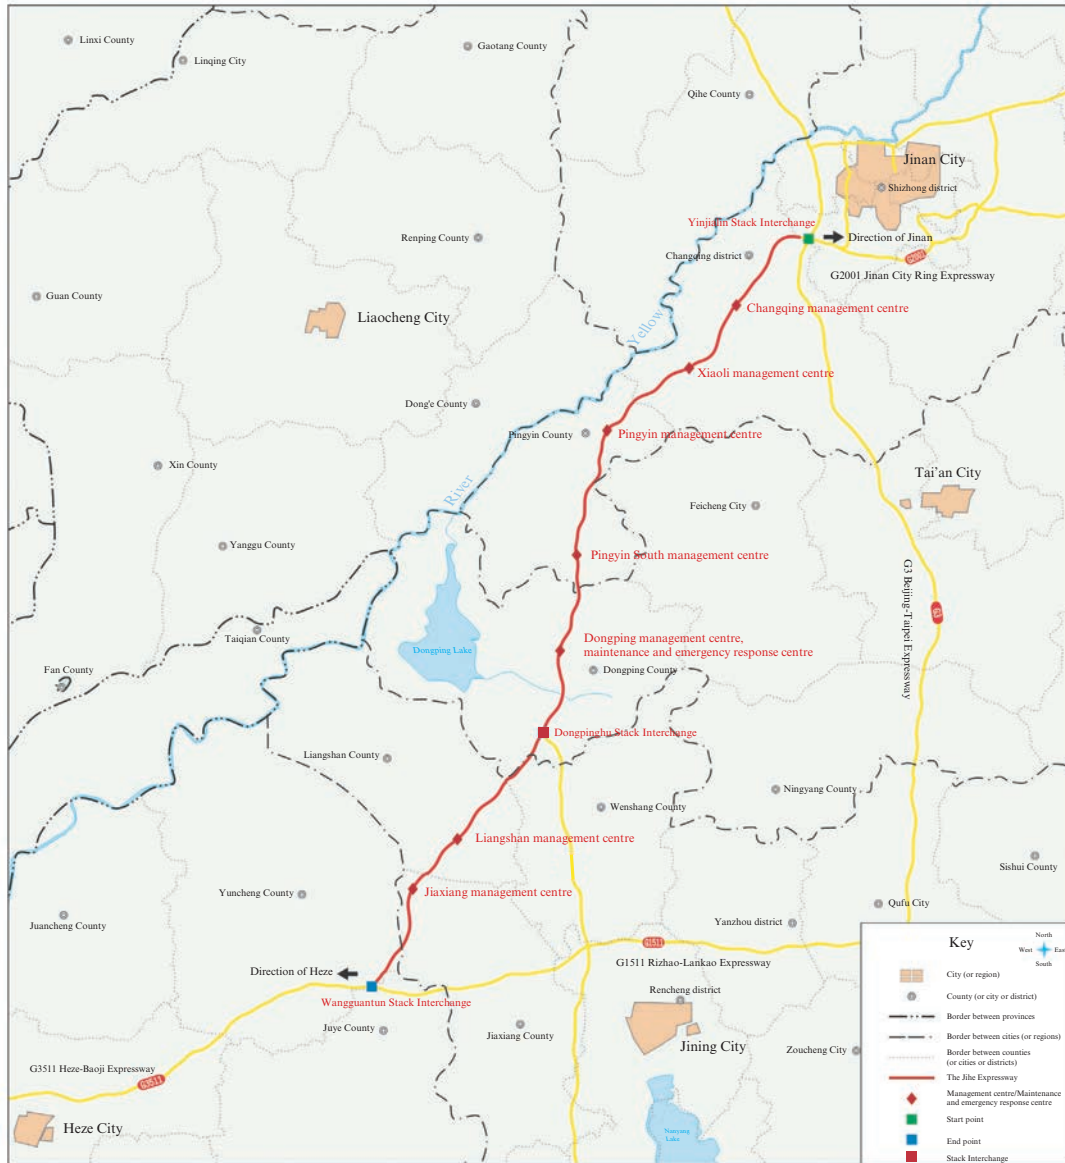 Linxi County
Linqing City
Gaotang County
Qihe County
Jinan City
Shizhong district
Yinjialin Stack Interchange
Direction of Jinan
Renping County
Changqing district
G2001
G2001 Jinan City Ring Expressway
Guan County
Changqing management centre
Liaocheng City
Yellow
Xiaoli management centre
Dong'e County
Pingyin County
Pingyin management centre
Xin County
Tai'an City
River
Feicheng City
Yanggu County
Pingyin South management centre
G3 Beijing-Taipei Expressway
G3
Taiqian County
Dongping Lake
Dongping management centre,
maintenance and emergency response centre
Fan County
Dongping County
Dongpinghu Stack Interchange
Liangshan County
Ningyang County
Wenshang County
Liangshan management centre
Sishui County
Yuncheng County
Jiaxiang management centre
Qufu City
Juancheng County
Yanzhou district
G1511
G1511 Rizhao-Lankao Expressway
Direction of Heze
Rencheng district
Wangguantun Stack Interchange
Juye County
Jiaxiang County
Jining City
Zoucheng City
G3511 Heze-Baoji Expressway
G3511
Heze City
Nanyang
Lake
Key
North
West
East
South
City (or region)
County (or city or district)
Border between provinces
Border between cities (or regions)
Border between counties
(or cities or districts)
The Jihe Expressway
Management centre/Maintenance
and emergency response centre
Start point
End point
Stack Interchange